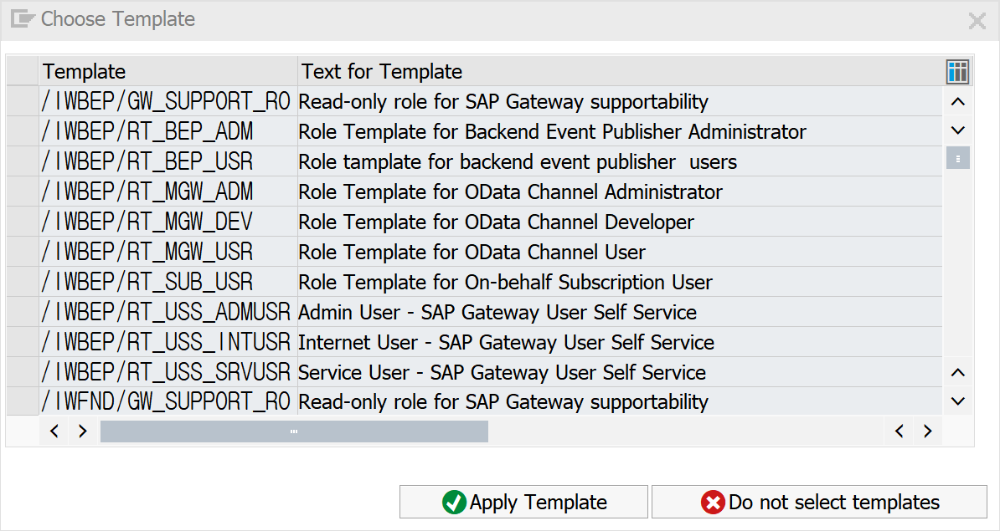 Choose Template
Template Text for Template
/IWBEP/GW_SUPPORT_RO Read-only role for SAP Gateway supportability
/IWBEP/RT_BEP_ADM Role Template for Backend Event Publisher Administrator
/IWBEP/RT_BEP_USR Role tamplate for backend event publisher  users
/IWBEP/RT_MGW_ADM Role Template for OData Channel Administrator
/IWBEP/RT_MGW_DEV Role Template for OData Channel Developer
/IWBEP/RT_MGW_USR Role Template for OData Channel User
/IWBEP/RT_SUB_USR Role Template for On-behalf Subscription User
/IWBEP/RT_USS_ADMUSR Admin User - SAP Gateway User Self Service
/IWBEP/RT_USS_INTUSR Internet User - SAP Gateway User Self Service
/IWBEP/RT_USS_SRVUSR Service User - SAP Gateway User Self Service
/IWFND/GW_SUPPORT_RO Read-only role for SAP Gateway supportability
Apply Template Do not select templates